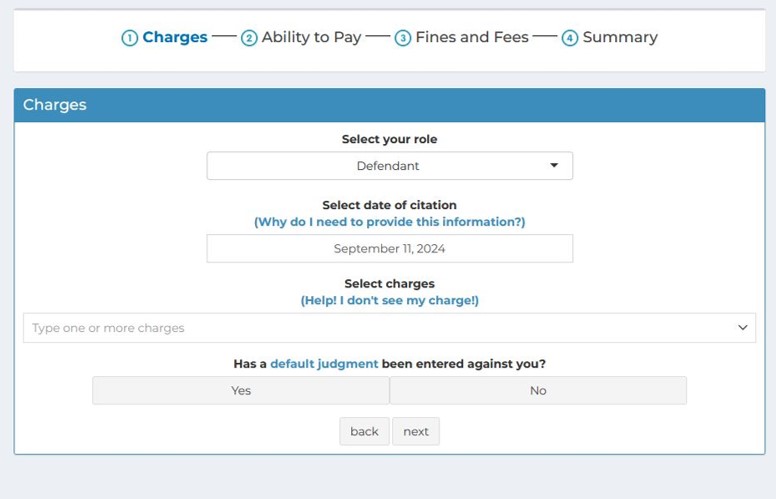 1 Charges 2 Ability to Pay 3 Fines and Fees 4 Summary
Charges
Select your role
Defendant
Select date of citation
(Why do I need to provide this information?)
September 11, 2024
Select charges
(Help! I don't see my charge!)
Type one or more charges
Has a default judgment been entered against you?
Yes No
back next